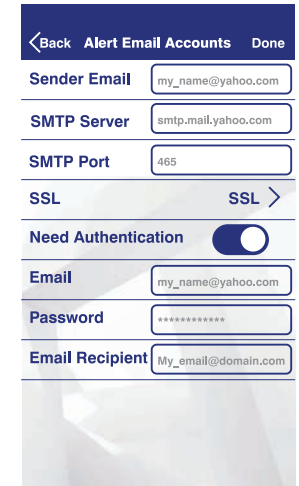 Back Alert Email Accounts Done
Sender Email my_name@yahoo.com
SMTP Server smtp.mail.yahoo.com
SMTP Port 465
SSL SSL
Need Authentication
Email my_name@yahoo.com
Password ************
Email Recipient My_email@domain.com